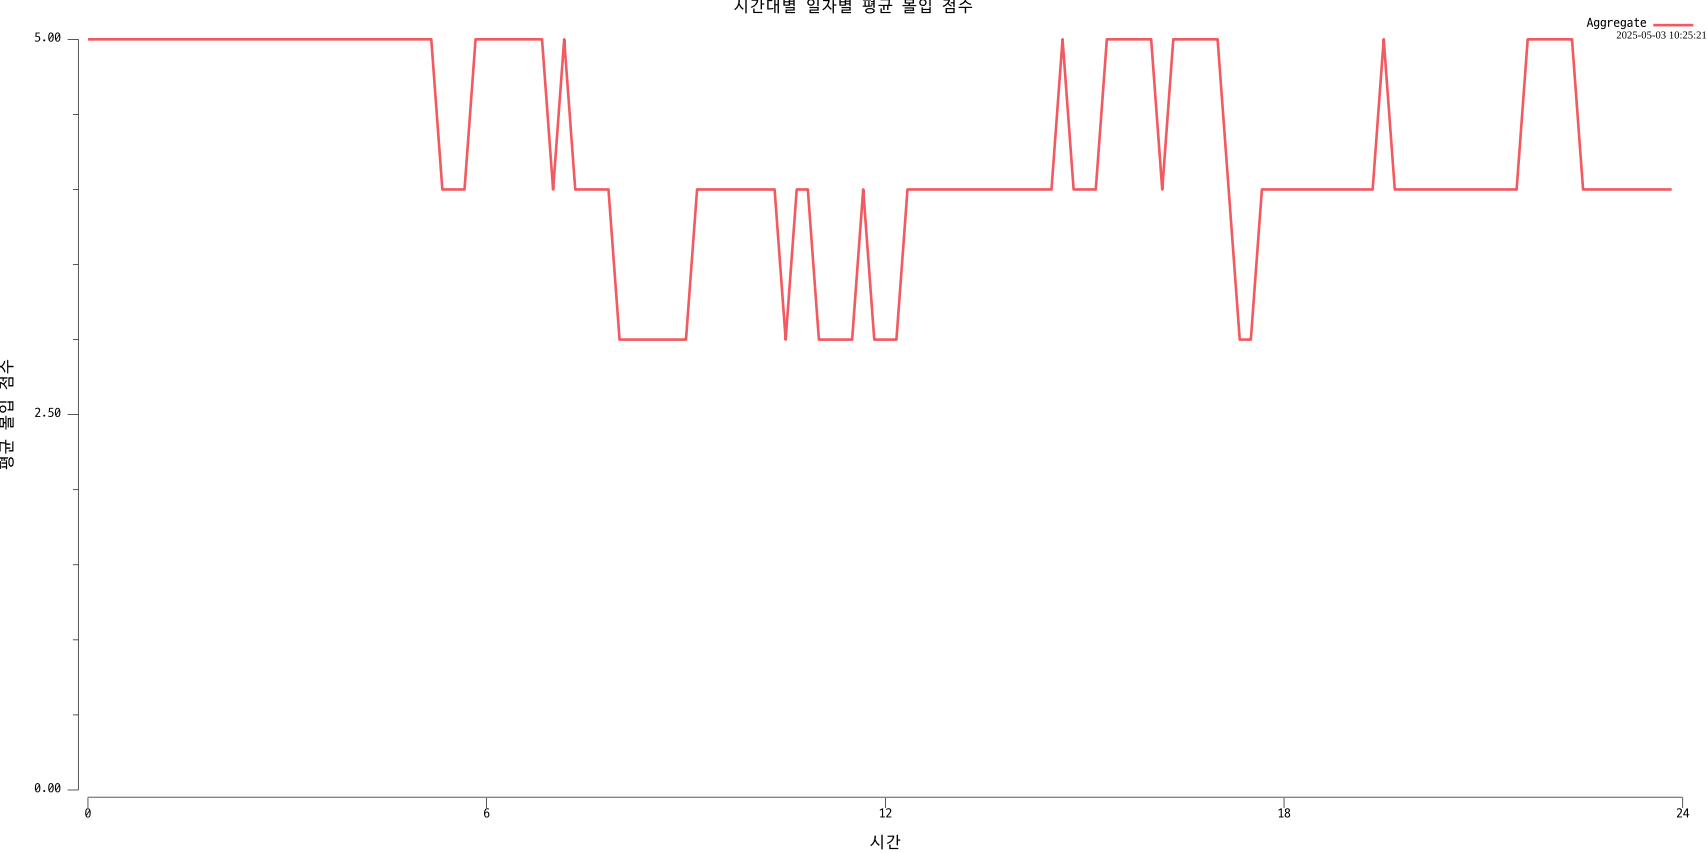 시간대별 일자별 평균 몰입 점수
Aggregate
2025-05-03 10:25:21
5.00
2.50
0.00
평균 몰입 점수
0 6 12 18 24
시간